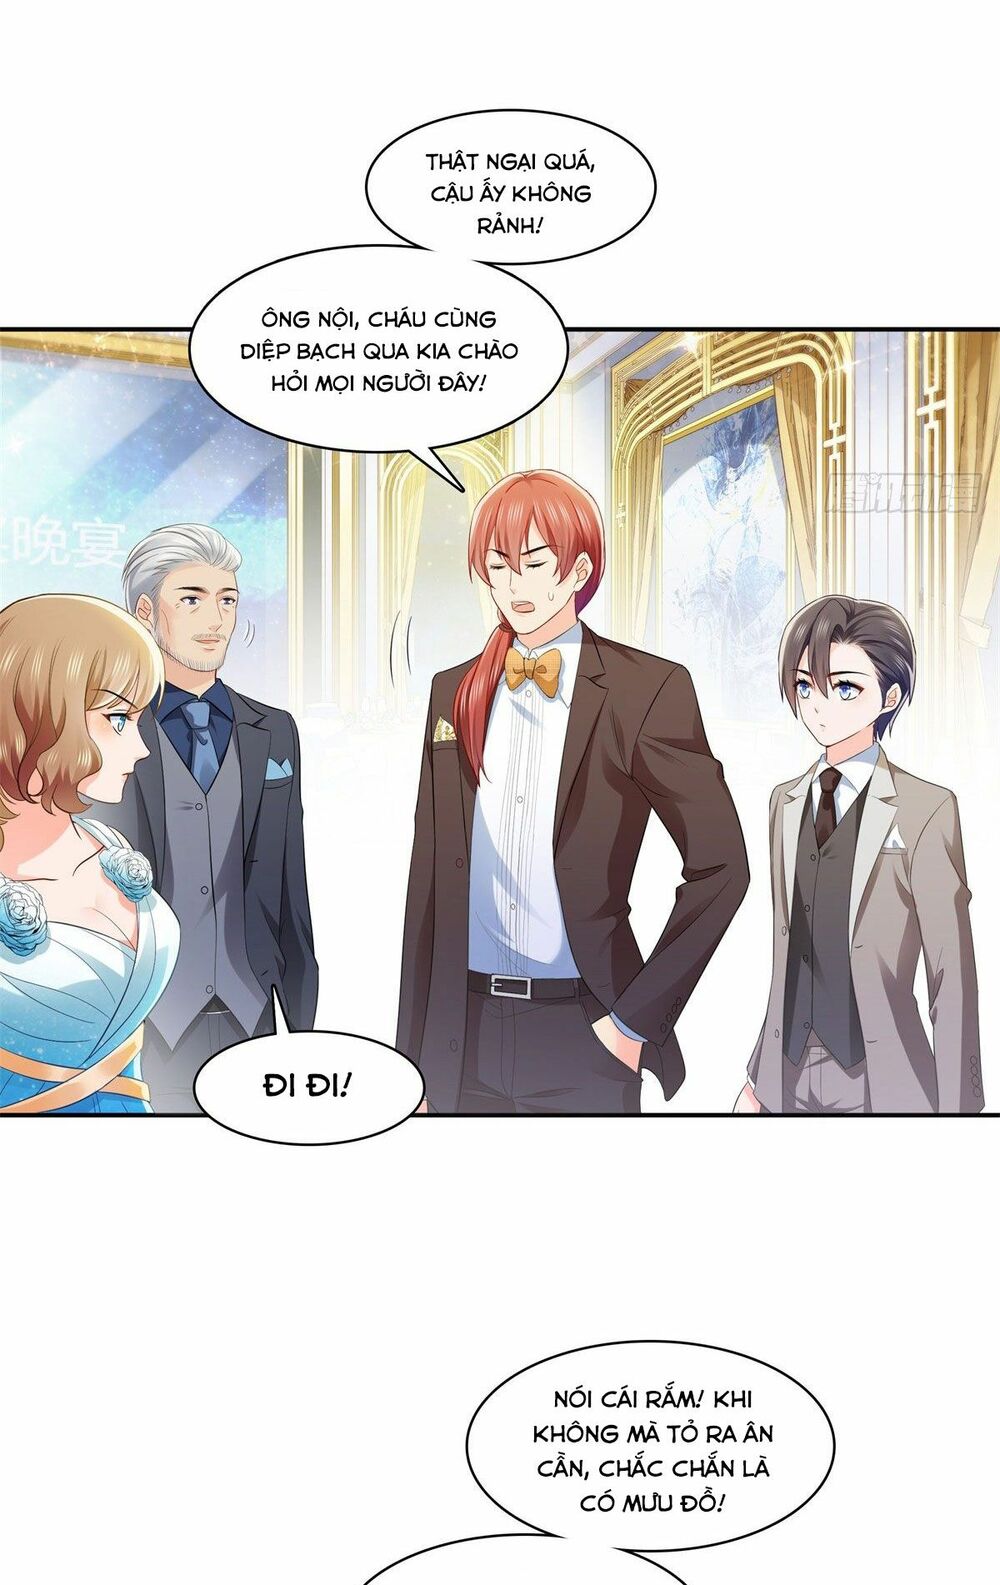 THẬT NGẠI QUÁ,
CẬU ẤY KHÔNG
RẢNH!
ÔNG NỘI, CHÁU CÙNG
DIỆP BẠCH QUA KIA CHÀO
HỎI MỌI NGƯỜI ĐÂY!
晚宴
ĐI ĐI!
NÓI CÁI RẮM! KHI
KHÔNG MÀ TỎ RA ÂN
CẦN, CHẮC CHẮN LÀ
CÓ MƯU ĐỒ!